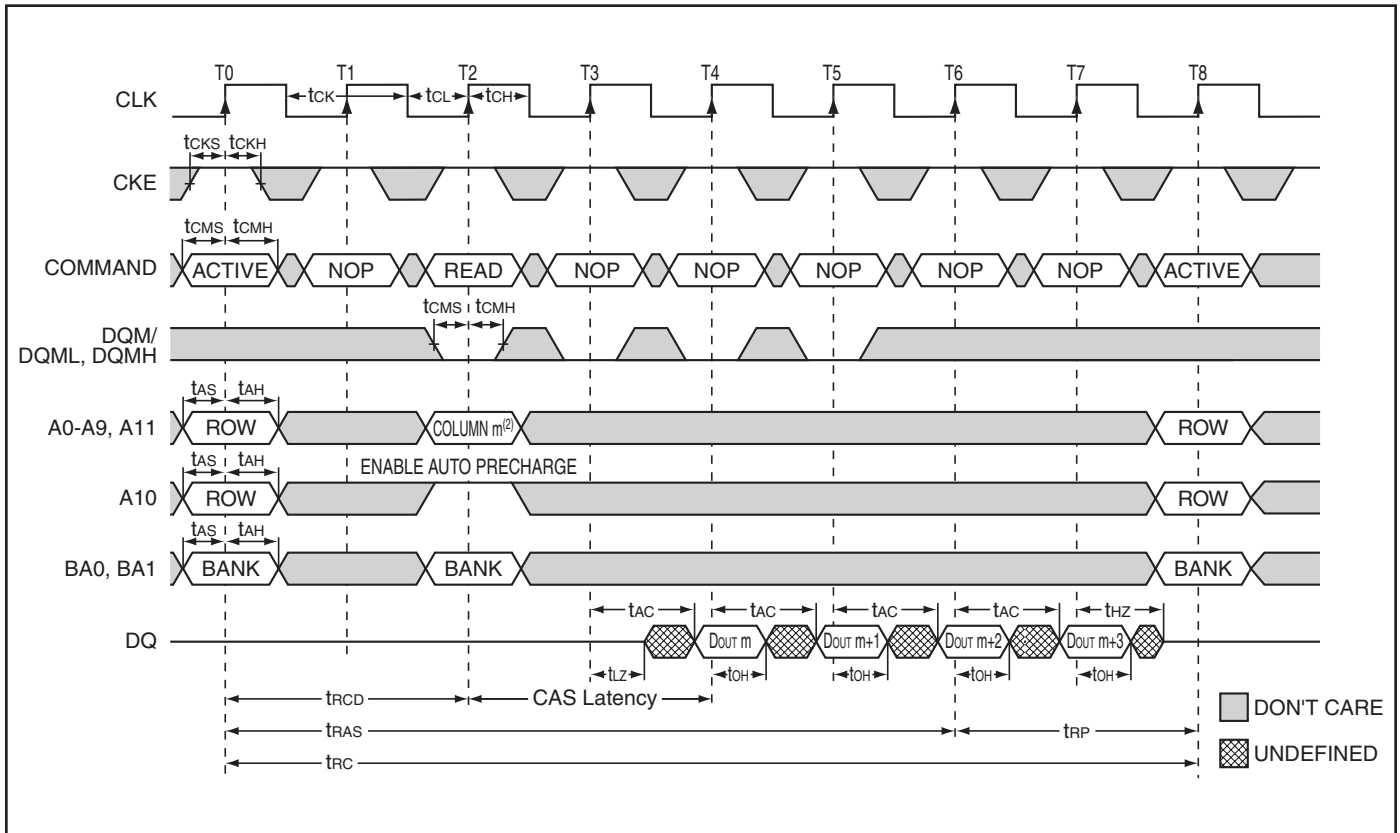 T0 T1 T2 T3 T4 T5 T6 T7 T8
CLK tCK tCL tCH
tCKS tCKH
CKE
tCMS tCMH
COMMAND ACTIVE NOP READ NOP NOP NOP NOP NOP ACTIVE
tCMS tCMH
DQM/
DQML, DQMH
tAS tAH
A0-A9, A11 ROW COLUMN m(2) ROW
tAS tAH ENABLE AUTO PRECHARGE
A10 ROW ROW
tAS tAH
BA0, BA1 BANK BANK BANK
tAC tAC tAC tAC tHZ
DQ DOUT m DOUT m+1 DOUT m+2 DOUT m+3
tLZ tOH tOH tOH tOH
tRCD CAS Latency
DON'T CARE
tRAS tRP
UNDEFINED
tRC